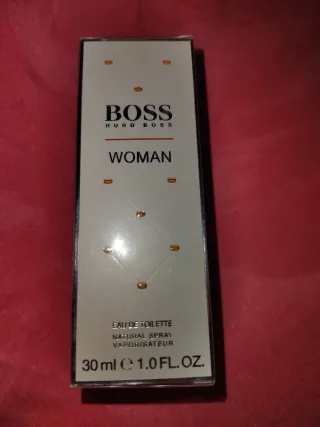 BOSS
HUGO BOSS
WOMAN
EAU DE TOILETTE
NATURAL SPRAY
VAPORISATEUR
30 ml ℮ 1.0 FL. OZ.